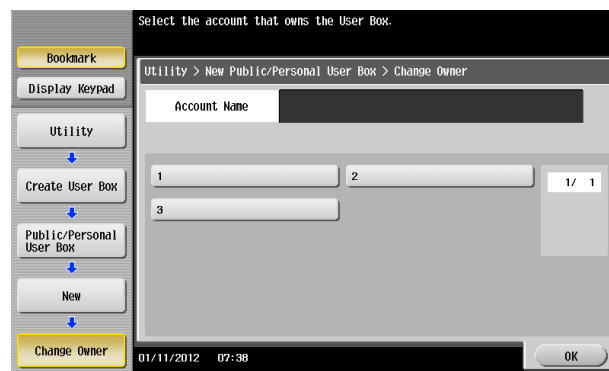 Select the account that owns the User Box.
Bookmark
Display Keypad
Utility
Create User Box
Public/Personal
User Box
New
Change Owner
Utility > New Public/Personal User Box > Change Owner
Account Name
1
2
1/ 1
3
01/11/2012 07:38
OK